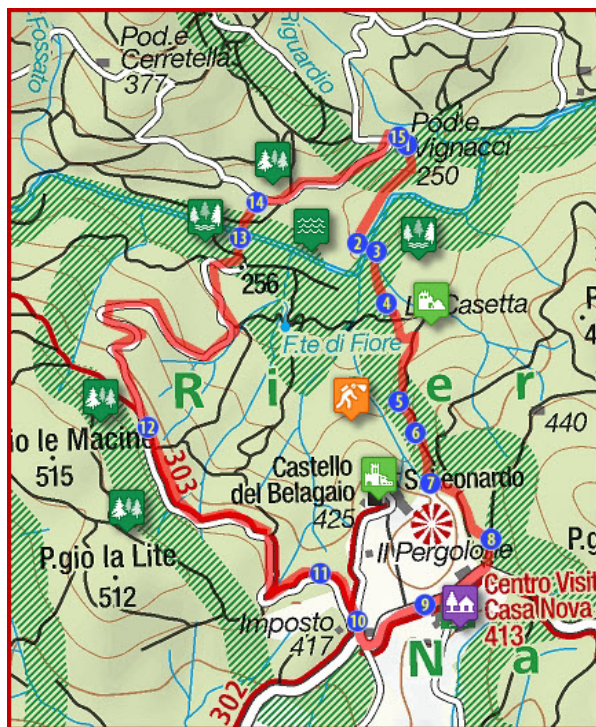 Fossato
Riguardio
Pod.e
Cerretella
377
15
1
Pod.e
Vignacci
250
14
13
2
3
256
4
Casetta
F.te di Fiore
R i e r
5
6
440
12
io le Macine
515
303
Castello
del Belagaio
425
S. Leonardo
7
8
P.gio la Lite
512
Il Pergolone
P.g
11
Centro Visit
Casa Nova
413
9
10
Imposto
417
N a
302